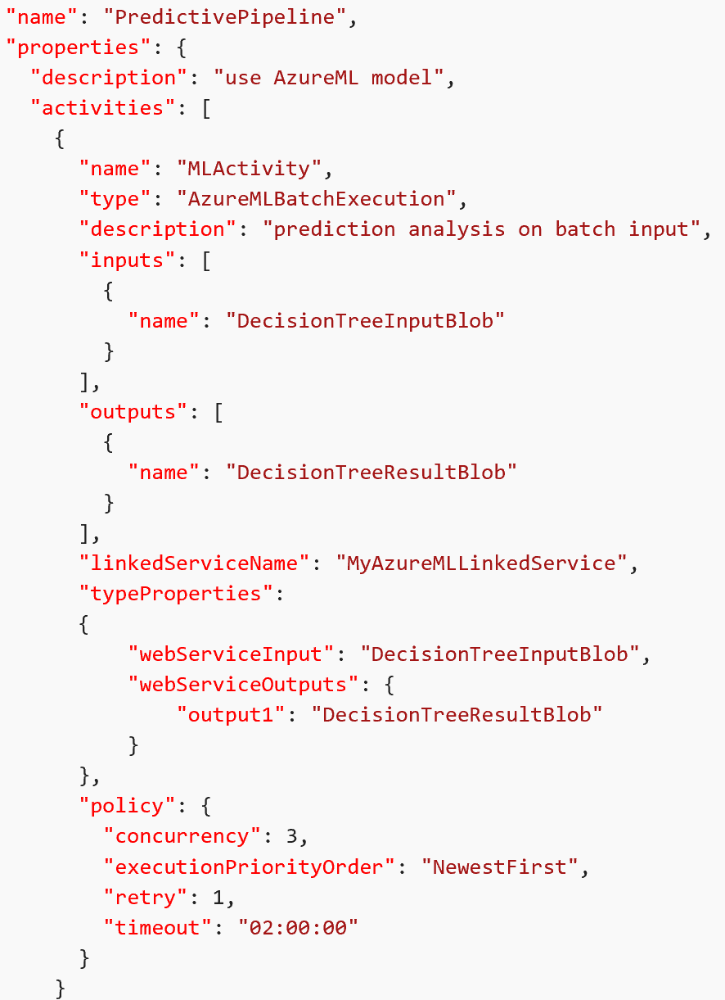 "name": "PredictivePipeline",
"properties": {
  "description": "use AzureML model",
  "activities": [
    {
      "name": "MLActivity",
      "type": "AzureMLBatchExecution",
      "description": "prediction analysis on batch input",
      "inputs": [
        {
          "name": "DecisionTreeInputBlob"
        }
      ],
      "outputs": [
        {
          "name": "DecisionTreeResultBlob"
        }
      ],
      "linkedServiceName": "MyAzureMLLinkedService",
      "typeProperties":
      {
          "webServiceInput": "DecisionTreeInputBlob",
          "webServiceOutputs": {
              "output1": "DecisionTreeResultBlob"
          }
      },
      "policy": {
        "concurrency": 3,
        "executionPriorityOrder": "NewestFirst",
        "retry": 1,
        "timeout": "02:00:00"
      }
    }